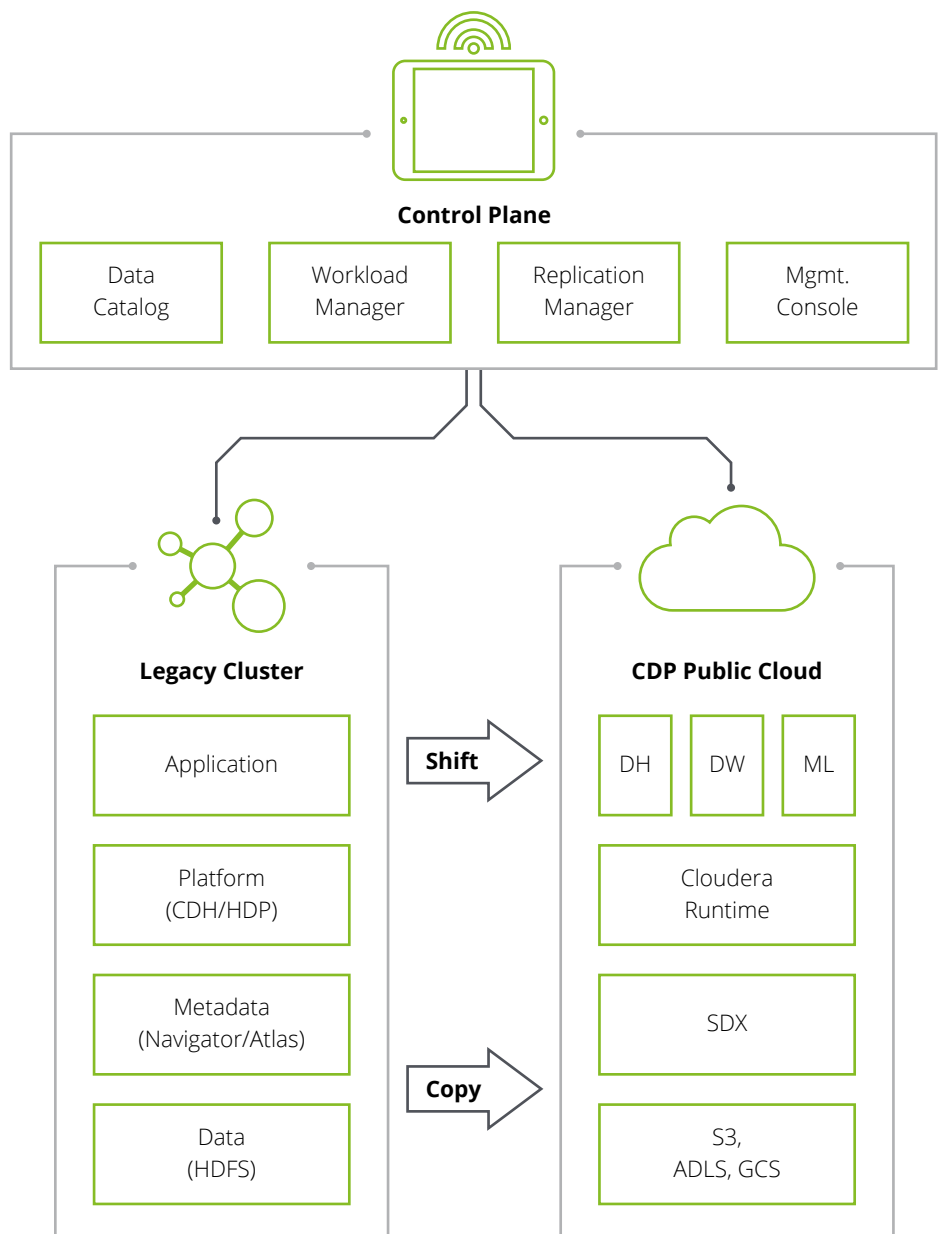 Control Plane
Data
Catalog
Workload
Manager
Replication
Manager
Mgmt.
Console
Legacy Cluster
Application
Platform
(CDH/HDP)
Metadata
(Navigator/Atlas)
Data
(HDFS)
Shift
Copy
CDP Public Cloud
DH
DW
ML
Cloudera
Runtime
SDX
S3,
ADLS, GCS